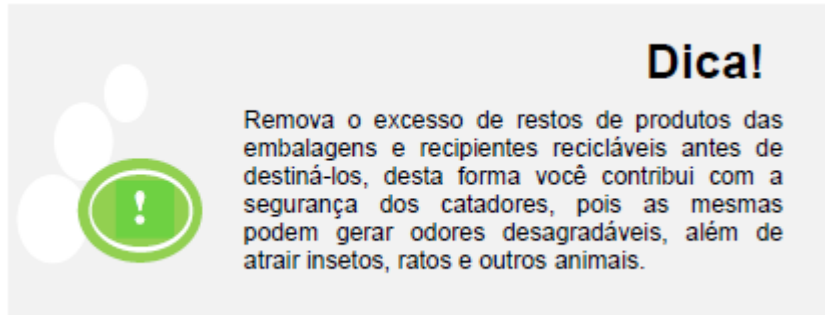 Dica!
Remova o excesso de restos de produtos das
embalagens e recipientes recicláveis antes de
destiná-los, desta forma você contribui com a
segurança dos catadores, pois as mesmas
podem gerar odores desagradáveis, além de
atrair insetos, ratos e outros animais.
!